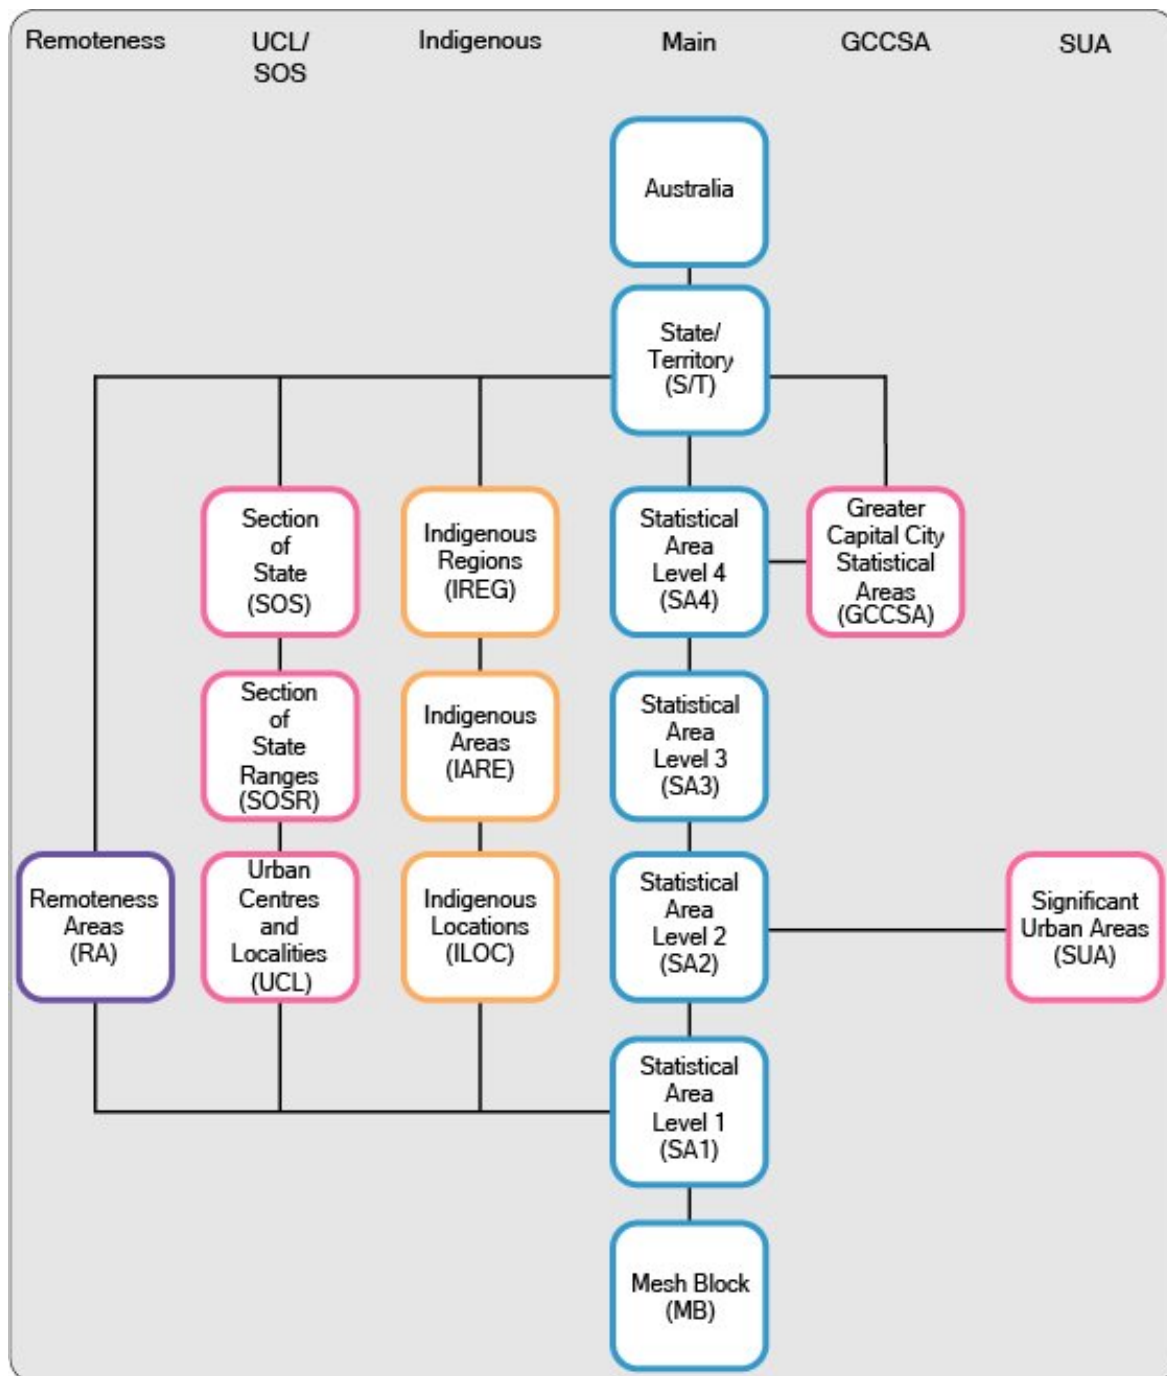 Remoteness
UCL/
SOS
Indigenous
Main
GCCSA
SUA
Australia
State/
Territory
(S/T)
Section
of
State
(SOS)
Indigenous
Regions
(IREG)
Statistical
Area
Level 4
(SA4)
Greater
Capital City
Statistical
Areas
(GCCSA)
Section
of
State
Ranges
(SOSR)
Indigenous
Areas
(IARE)
Statistical
Area
Level 3
(SA3)
Remoteness
Areas
(RA)
Urban
Centres
and
Localities
(UCL)
Indigenous
Locations
(ILOC)
Statistical
Area
Level 2
(SA2)
Significant
Urban Areas
(SUA)
Statistical
Area
Level 1
(SA1)
Mesh Block
(MB)